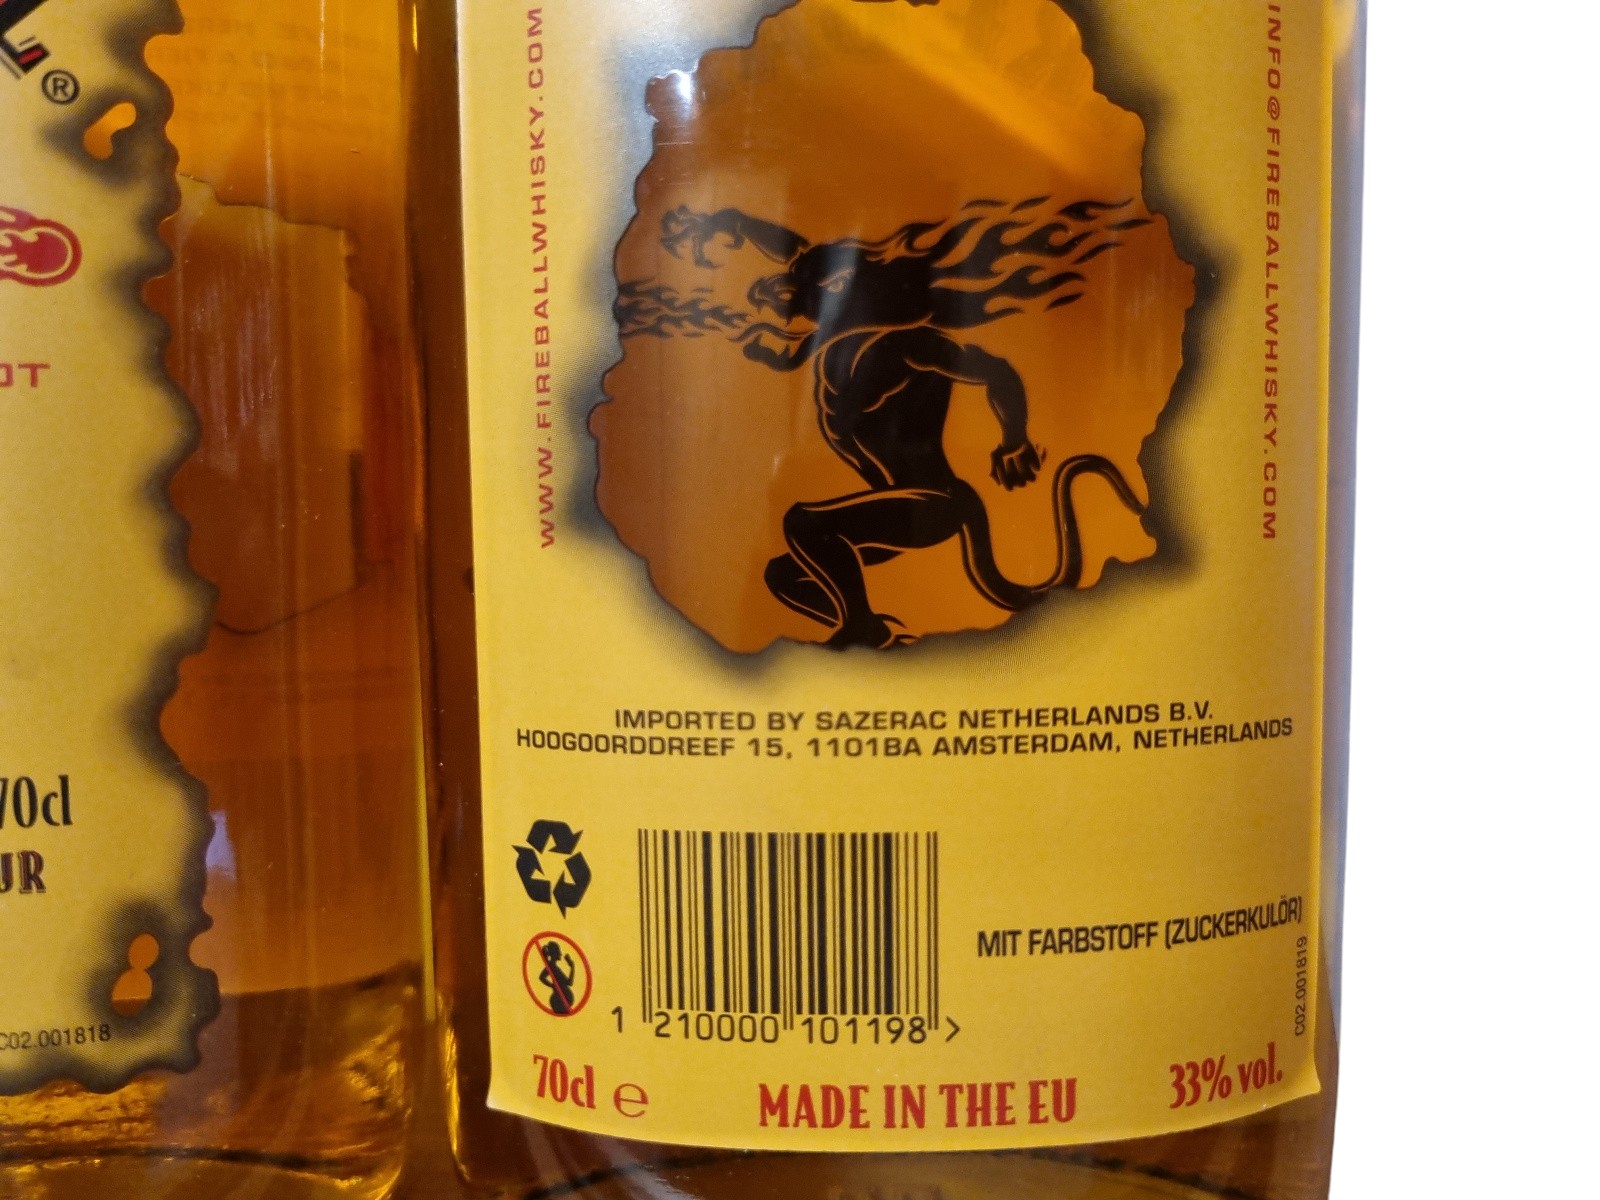 ®
70cl
C02.001818
WWW.FIREBALLWHISKY.COM
INFO@FIREBALLWHISKY.COM
IMPORTED BY SAZERAC NETHERLANDS B.V.
HOOGOORDDREEF 15, 1101BA AMSTERDAM, NETHERLANDS
MIT FARBSTOFF (ZUCKERKULÖR)
C02.001819
1 210000 101198 >
70cl e
MADE IN THE EU
33% vol.